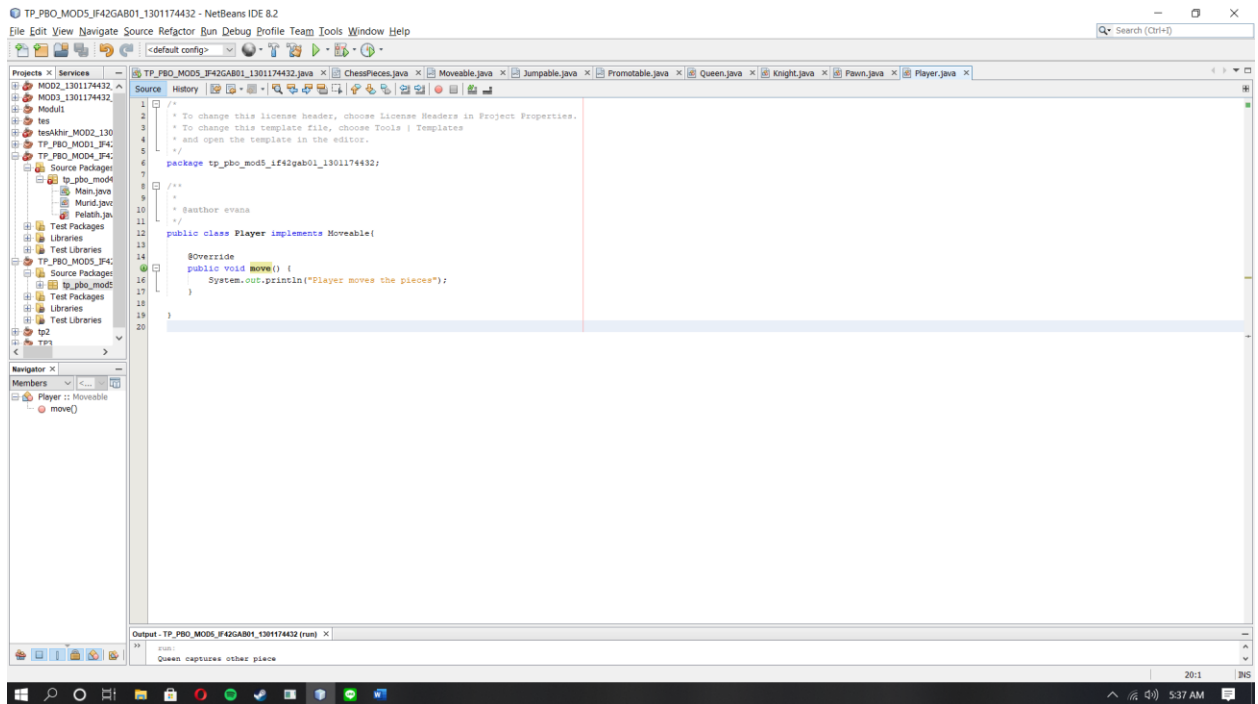 TP_PBO_MOD5_IF42GAB01_1301174432 - NetBeans IDE 8.2
File Edit View Navigate Source Refactor Run Debug Profile Team Tools Window Help
Search (Ctrl+I)
<default config>
Projects Services
TP_PBO_MOD5_IF42GAB01_1301174432.java ChessPieces.java Moveable.java Jumpable.java Promotable.java Queen.java Knight.java Pawn.java Player.java
MOD2_1301174432_
MOD3_1301174432_
Modul1
tes
tesAkhir_MOD2_130
TP_PBO_MOD1_IF42
TP_PBO_MOD4_IF42
Source Packages
tp_pbo_mod4
Main.java
Murid.java
Pelatih.jav
Test Packages
Libraries
Test Libraries
TP_PBO_MOD5_IF42
Source Packages
tp_pbo_mod5
Test Packages
Libraries
Test Libraries
tp2
TP3
Source History
1 /*
2 * To change this license header, choose License Headers in Project Properties.
3 * To change this template file, choose Tools | Templates
4 * and open the template in the editor.
5 */
6 package tp_pbo_mod5_if42gab01_1301174432;
7
8 /**
9 *
10 * @author evana
11 */
12 public class Player implements Moveable{
13
14 @Override
public void move() {
16 System.out.println("Player moves the pieces");
17 }
18
19 }
20
Navigator
Members <...
Player :: Moveable
move()
Output - TP_PBO_MOD5_IF42GAB01_1301174432 (run)
run:
Queen captures other piece
20:1 INS
5:37 AM